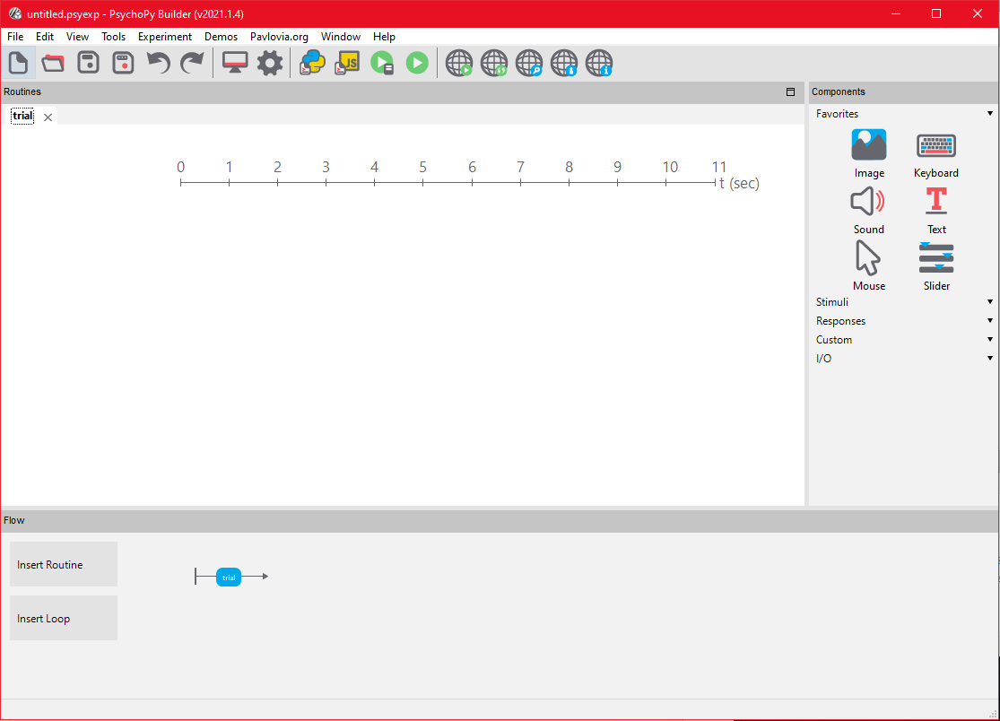 untitled.psyexp - PsychoPy Builder (v2021.1.4)
File Edit View Tools Experiment Demos Pavlovia.org Window Help
JS
Routines
trial
0 1 2 3 4 5 6 7 8 9 10 11
t (sec)
Components
Favorites
Image Keyboard
T
Sound Text
Mouse Slider
Stimuli
Responses
Custom
I/O
Flow
Insert Routine
trial
Insert Loop